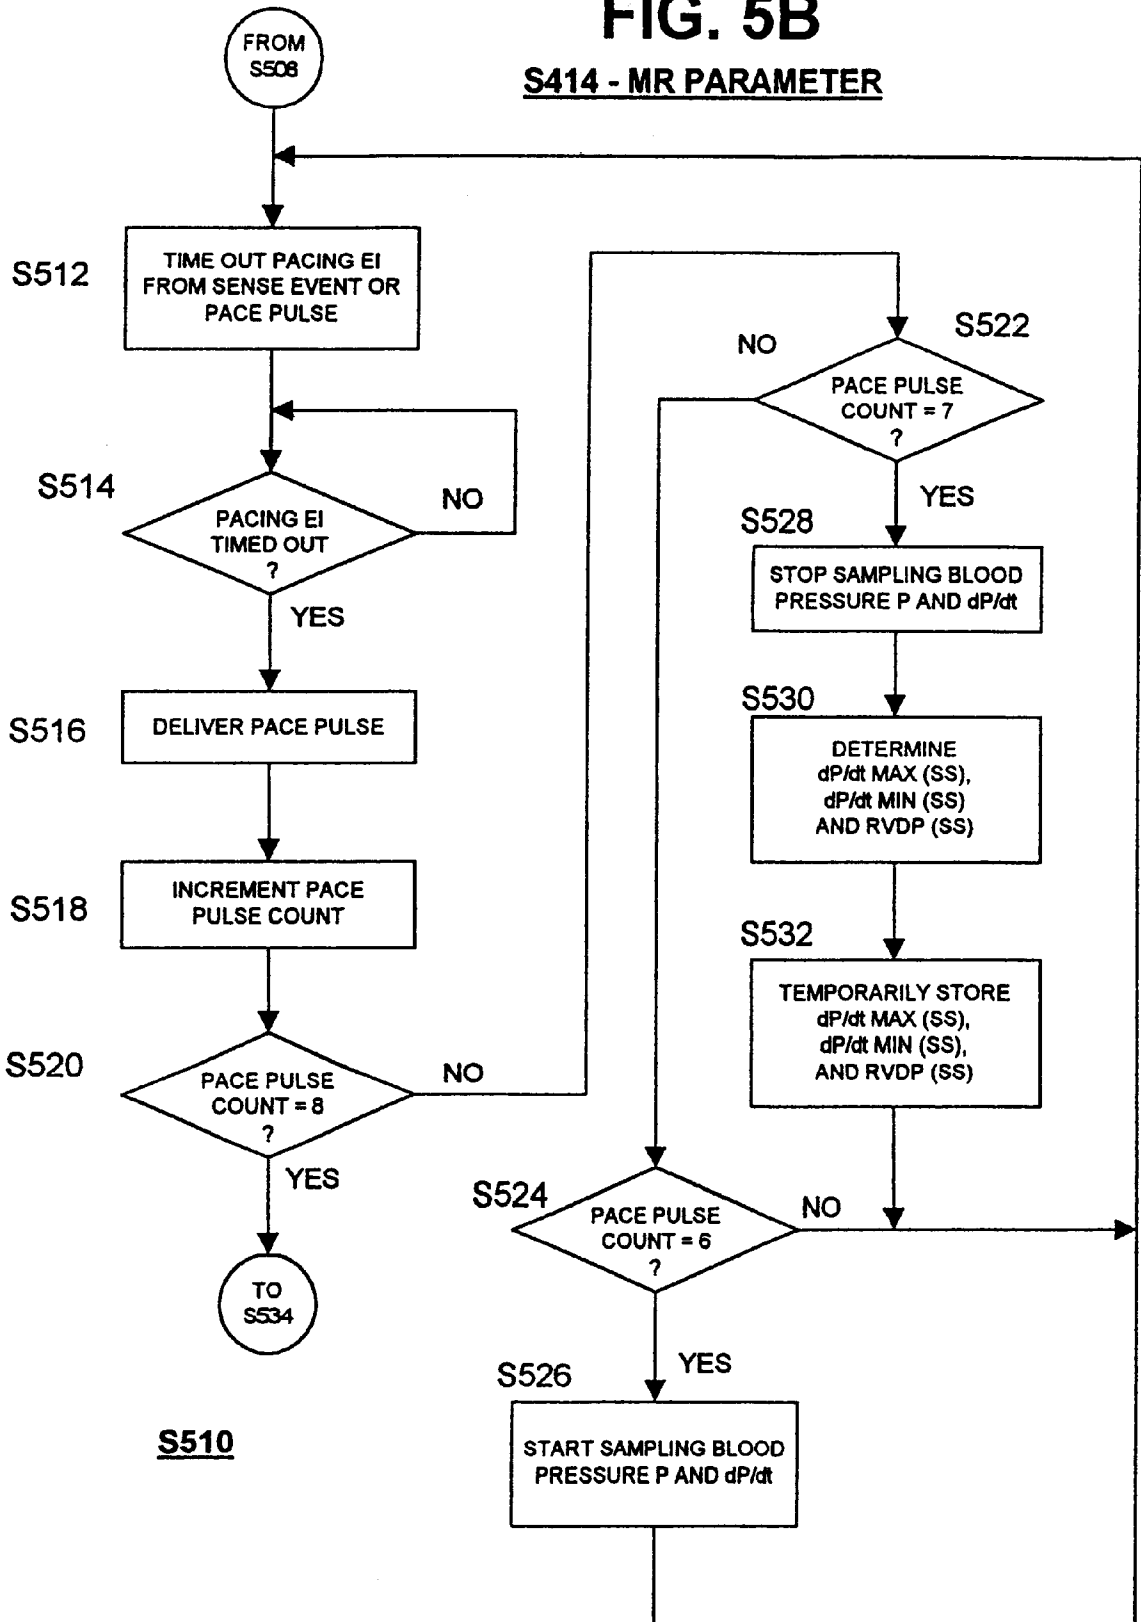 FIG. 5B
S414 - MR PARAMETER
FROM
S508
S512
TIME OUT PACING EI
FROM SENSE EVENT OR
PACE PULSE
S514
PACING EI
TIMED OUT
?
NO
YES
S516
DELIVER PACE PULSE
S518
INCREMENT PACE
PULSE COUNT
S520
PACE PULSE
COUNT = 8
?
NO
YES
TO
S534
S510
S522
NO
PACE PULSE
COUNT = 7
?
YES
S528
STOP SAMPLING BLOOD
PRESSURE P AND dP/dt
S530
DETERMINE
dP/dt MAX (SS),
dP/dt MIN (SS)
AND RVDP (SS)
S532
TEMPORARILY STORE
dP/dt MAX (SS),
dP/dt MIN (SS),
AND RVDP (SS)
S524
PACE PULSE
COUNT = 6
?
NO
YES
S526
START SAMPLING BLOOD
PRESSURE P AND dP/dt